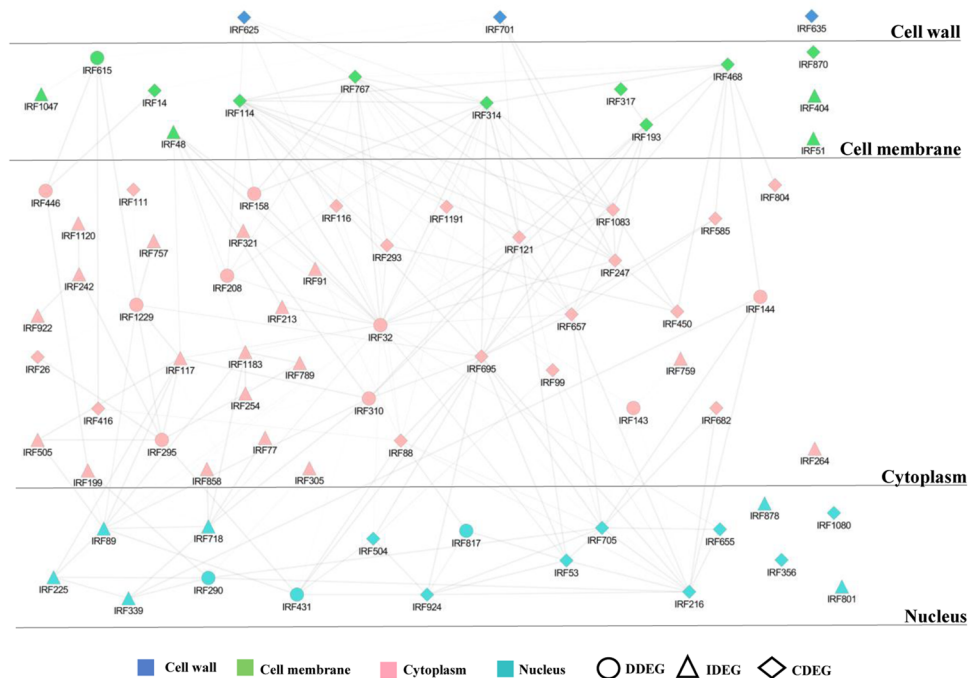 IRF625 IRF701 IRF635
Cell wall
IRF615 IRF767 IRF468 IRF870
IRF1047 IRF14 IRF114 IRF314 IRF317 IRF404
IRF48 IRF193 IRF51
Cell membrane
IRF446 IRF111 IRF158 IRF116 IRF1191 IRF1083 IRF804
IRF1120 IRF757 IRF321 IRF293 IRF121 IRF585
IRF242 IRF208 IRF91 IRF247
IRF922 IRF1229 IRF213 IRF32 IRF657 IRF450 IRF144
IRF26 IRF117 IRF1183 IRF789 IRF695 IRF99 IRF759
IRF416 IRF254 IRF310 IRF143 IRF682
IRF505 IRF295 IRF77 IRF88 IRF264
IRF199 IRF858 IRF305
Cytoplasm
IRF89 IRF718 IRF504 IRF817 IRF705 IRF655 IRF878 IRF1080
IRF225 IRF290 IRF53 IRF356
IRF339 IRF431 IRF924 IRF216 IRF801
Nucleus
Cell wall Cell membrane Cytoplasm Nucleus DDEG IDEG CDEG